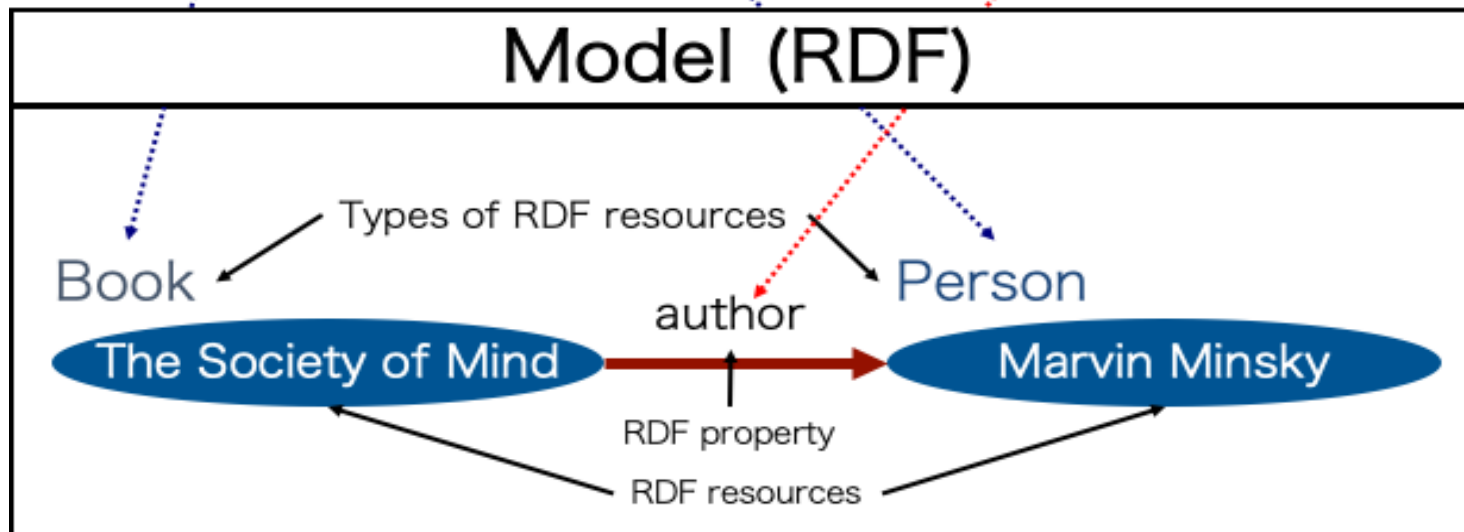 Model (RDF)
Types of RDF resources
Book
Person
author
The Society of Mind
Marvin Minsky
RDF property
RDF resources